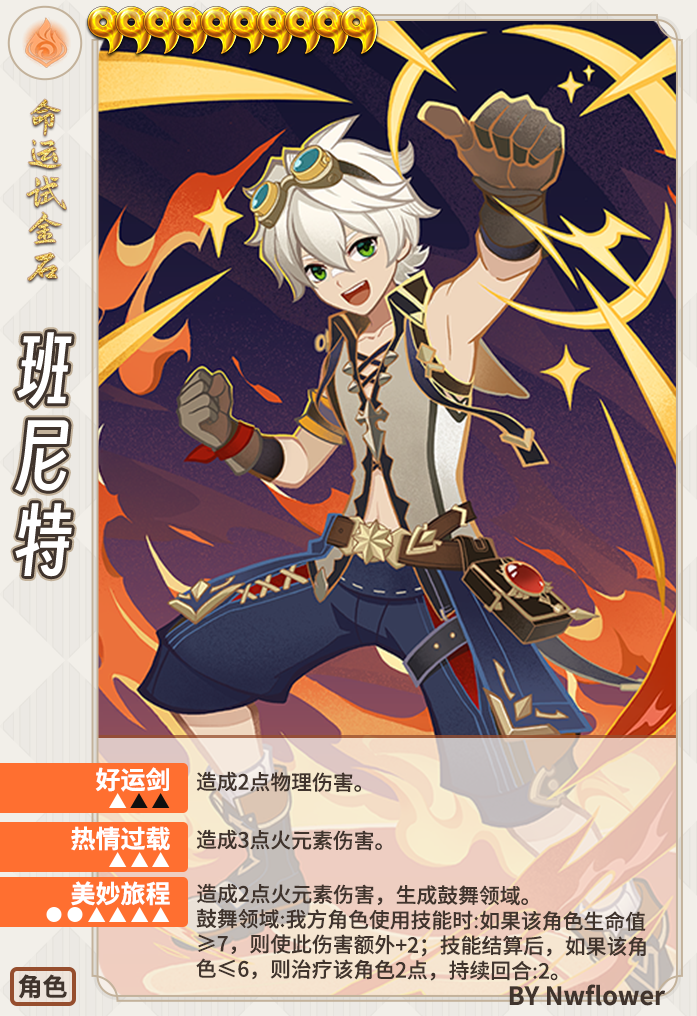 命运试金石
班尼特
好运剑
造成2点物理伤害。
热情过载
造成3点火元素伤害。
美妙旅程
造成2点火元素伤害，生成鼓舞领域。
鼓舞领域:我方角色使用技能时:如果该角色生命值
≥7，则使此伤害额外+2；技能结算后，如果该角
色≤6，则治疗该角色2点，持续回合:2。
角色
BY Nwflower